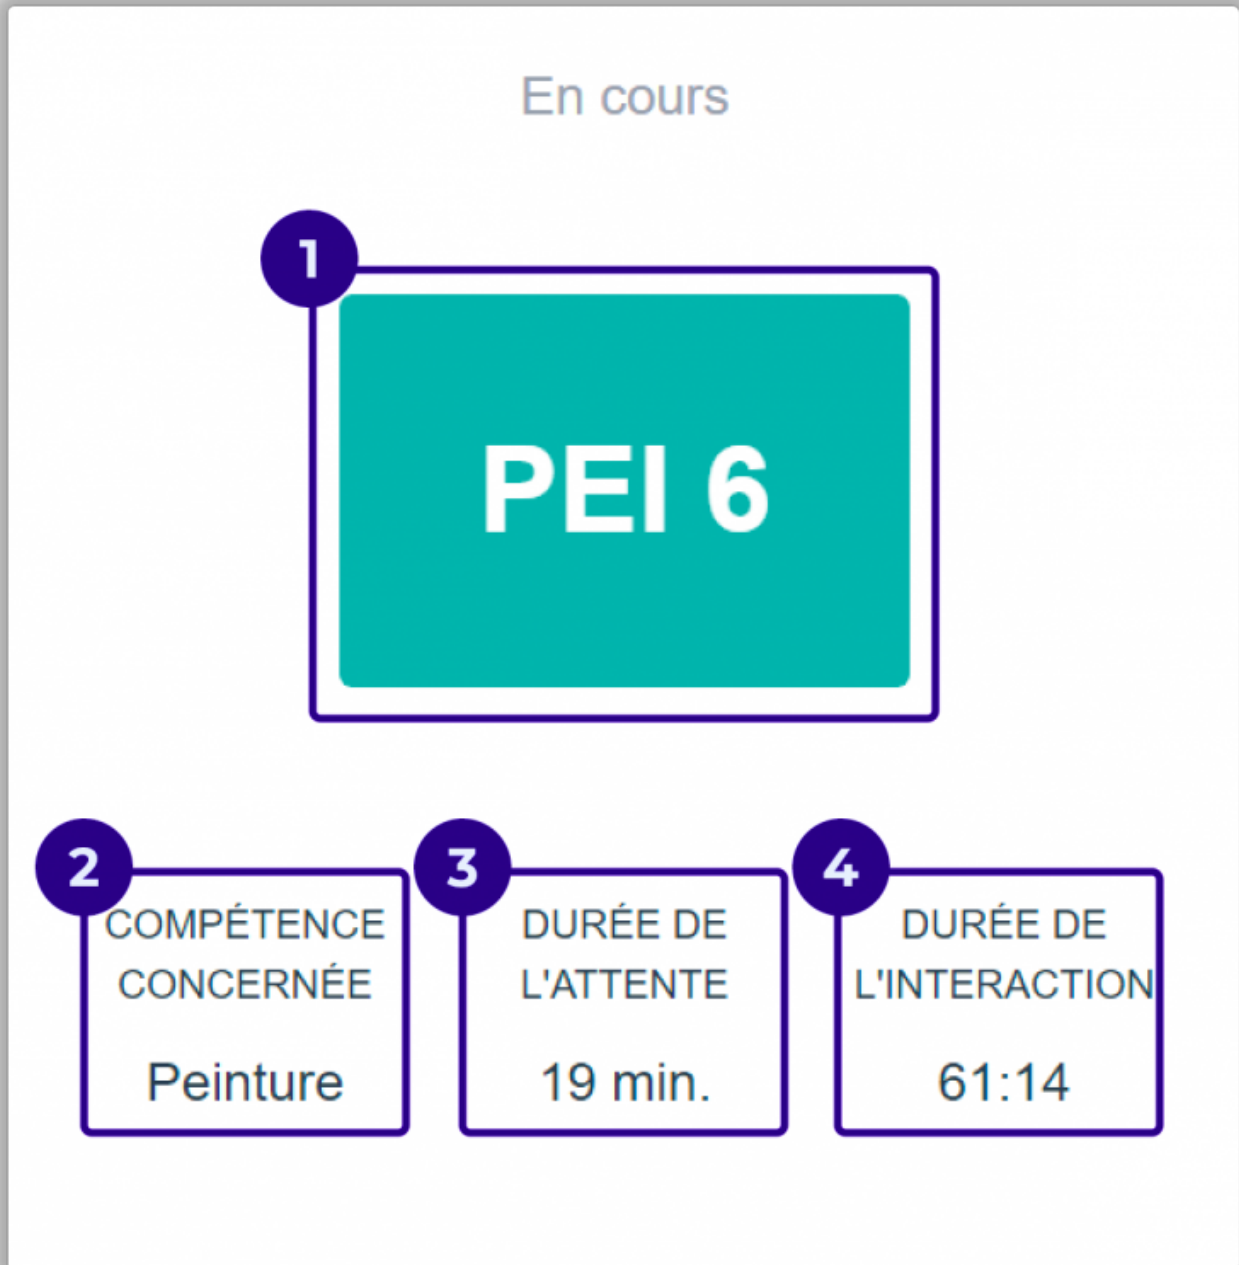 En cours
1
PEI 6
2
COMPÉTENCE
CONCERNÉE
Peinture
3
DURÉE DE
L'ATTENTE
19 min.
4
DURÉE DE
L'INTERACTION
61:14